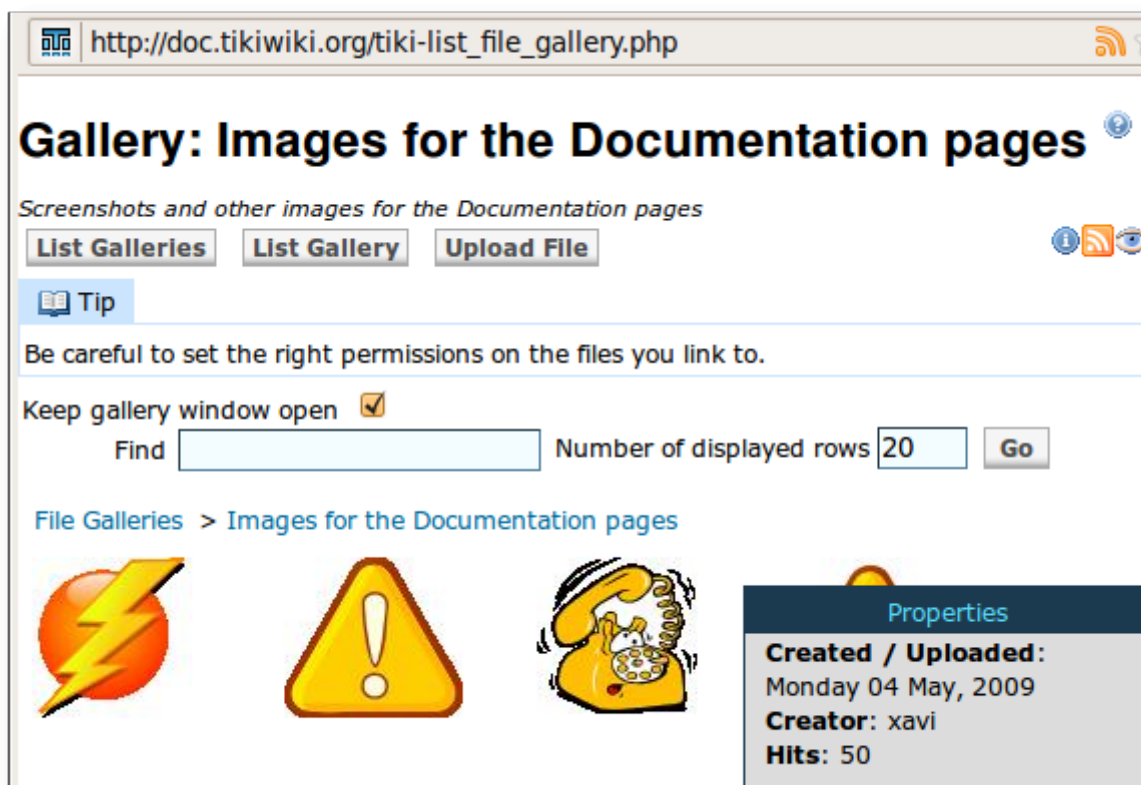 http://doc.tikiwiki.org/tiki-list_file_gallery.php
Gallery: Images for the Documentation pages
Screenshots and other images for the Documentation pages
List Galleries List Gallery Upload File
Tip
Be careful to set the right permissions on the files you link to.
Keep gallery window open
Find Number of displayed rows 20 Go
File Galleries > Images for the Documentation pages
Properties
Created / Uploaded:
Monday 04 May, 2009
Creator: xavi
Hits: 50